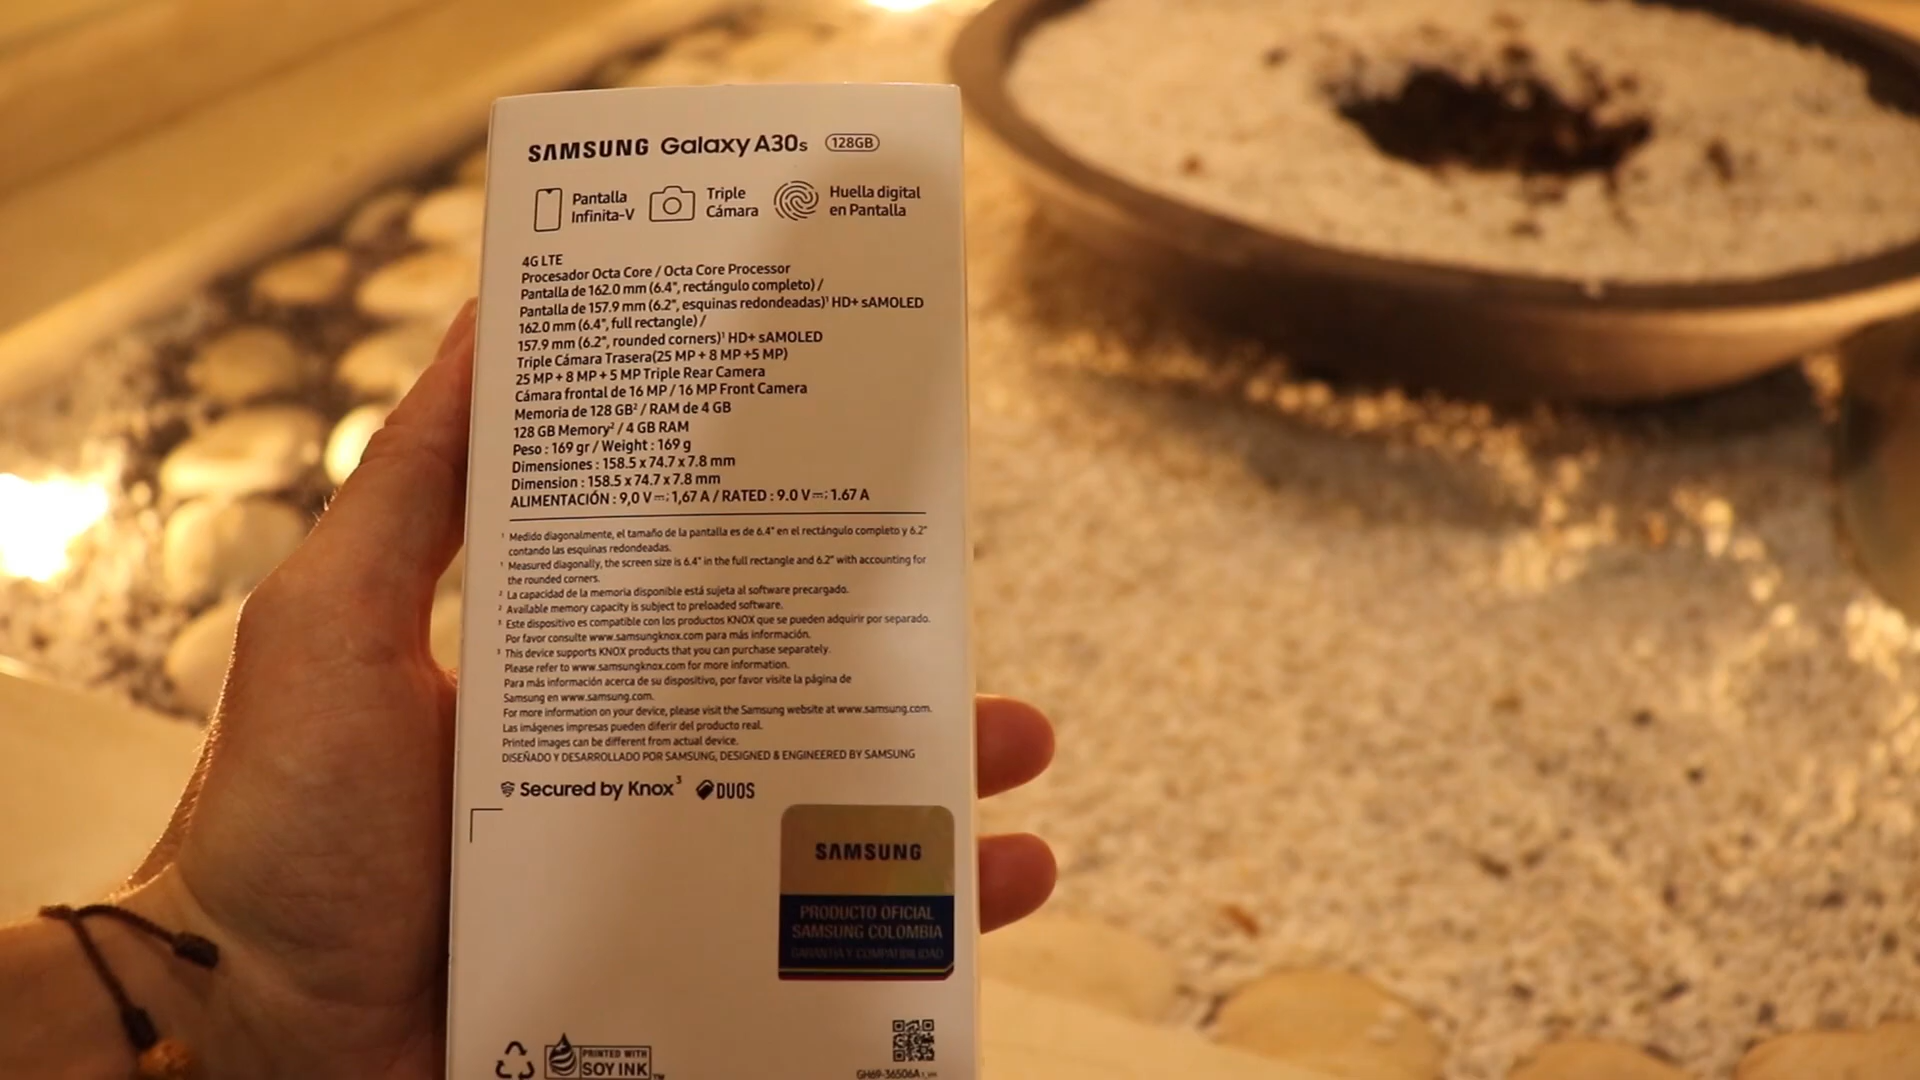 SAMSUNG Galaxy A30s 128GB
Pantalla
Infinita-V
Triple
Cámara
Huella digital
en Pantalla
4G LTE
Procesador Octa Core / Octa Core Processor
Pantalla de 162.0 mm (6.4", rectángulo completo) /
Pantalla de 157.9 mm (6.2", esquinas redondeadas)¹ HD+ sAMOLED
162.0 mm (6.4", full rectangle) /
157.9 mm (6.2", rounded corners)¹ HD+ sAMOLED
Triple Cámara Trasera(25 MP + 8 MP +5 MP)
25 MP + 8 MP + 5 MP Triple Rear Camera
Cámara frontal de 16 MP / 16 MP Front Camera
Memoria de 128 GB² / RAM de 4 GB
128 GB Memory² / 4 GB RAM
Peso : 169 gr / Weight : 169 g
Dimensiones : 158.5 x 74.7 x 7.8 mm
Dimension : 158.5 x 74.7 x 7.8 mm
ALIMENTACIÓN : 9,0 V⎓; 1,67 A / RATED : 9.0 V⎓; 1.67 A
¹ Medido diagonalmente, el tamaño de la pantalla es de 6.4" en el rectángulo completo y 6.2"
contando las esquinas redondeadas.
¹ Measured diagonally, the screen size is 6.4" in the full rectangle and 6.2" with accounting for
the rounded corners.
² La capacidad de la memoria disponible está sujeta al software precargado.
² Available memory capacity is subject to preloaded software.
³ Este dispositivo es compatible con los productos KNOX que se pueden adquirir por separado.
Por favor consulte www.samsungknox.com para más información.
³ This device supports KNOX products that you can purchase separately.
Please refer to www.samsungknox.com for more information.
Para más información acerca de su dispositivo, por favor visite la página de
Samsung en www.samsung.com.
For more information on your device, please visit the Samsung website at www.samsung.com.
Las imágenes impresas pueden diferir del producto real.
Printed images can be different from actual device.
DISEÑADO Y DESARROLLADO POR SAMSUNG, DESIGNED & ENGINEERED BY SAMSUNG
Secured by Knox³ DUOS
SAMSUNG
PRODUCTO OFICIAL
SAMSUNG COLOMBIA
GARANTIA Y COMPATIBILIDAD
PRINTED WITH
SOY INK™
GH69-36506A